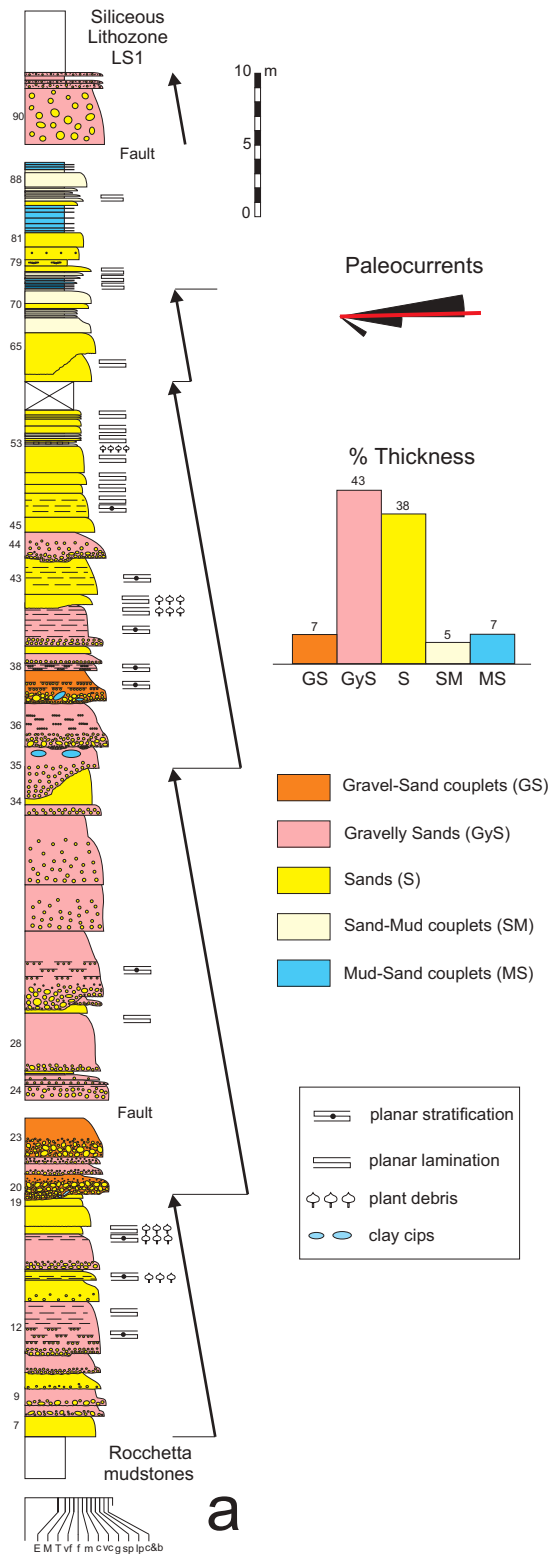 Siliceous
Lithozone
LS1
10 m
5
0
90
Fault
88
81
79
70
65
53
45
44
43
38
36
35
34
28
24
Fault
23
20
19
12
9
7
Rocchetta
mudstones
E M T vf f m c vc g sp lp c&b
a
Paleocurrents
% Thickness
7 43 38 5 7
GS GyS S SM MS
Gravel-Sand couplets (GS)
Gravelly Sands (GyS)
Sands (S)
Sand-Mud couplets (SM)
Mud-Sand couplets (MS)
planar stratification
planar lamination
plant debris
clay cips